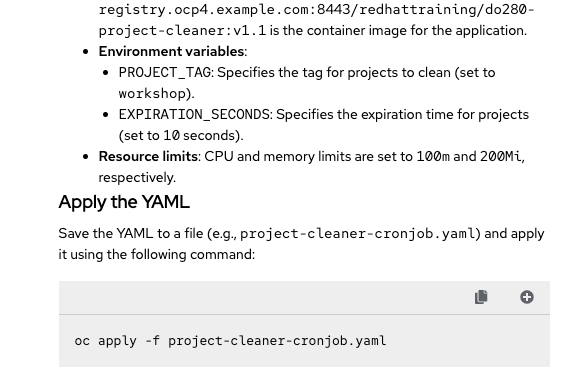 registry.ocp4.example.com:8443/redhattraining/do280-
project-cleaner:v1.1 is the container image for the application.
• Environment variables:
• PROJECT_TAG: Specifies the tag for projects to clean (set to
workshop).
• EXPIRATION_SECONDS: Specifies the expiration time for projects
(set to 10 seconds).
• Resource limits: CPU and memory limits are set to 100m and 200Mi,
respectively.
Apply the YAML
Save the YAML to a file (e.g., project-cleaner-cronjob.yaml) and apply
it using the following command:
oc apply -f project-cleaner-cronjob.yaml